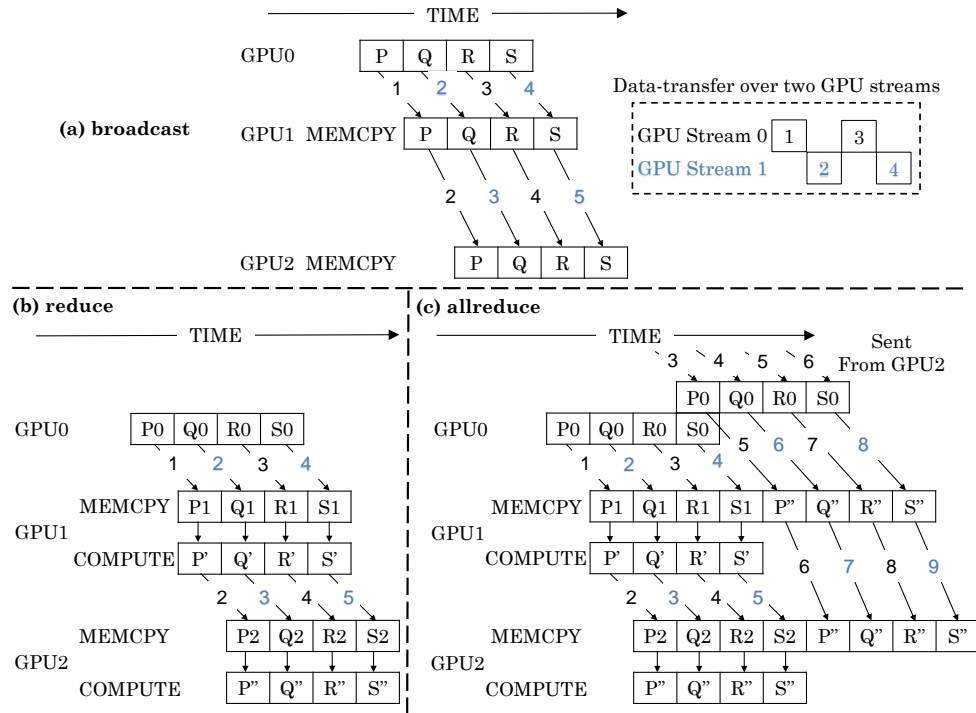 TIME
GPU0 P Q R S
1 2 3 4
Data-transfer over two GPU streams
(a) broadcast
GPU1 MEMCPY P Q R S
GPU Stream 0 1 3
GPU Stream 1 2 4
2 3 4 5
GPU2 MEMCPY P Q R S
(b) reduce
TIME
GPU0 P0 Q0 R0 S0
1 2 3 4
MEMCPY P1 Q1 R1 S1
GPU1
COMPUTE P' Q' R' S'
2 3 4 5
MEMCPY P2 Q2 R2 S2
GPU2
COMPUTE P” Q” R” S”
(c) allreduce
TIME
Sent
From GPU2
3 4 5 6
P0 Q0 R0 S0
GPU0 P0 Q0 R0 S0
1 2 3 4 5 6 7 8
MEMCPY P1 Q1 R1 S1 P” Q” R” S”
GPU1
COMPUTE P' Q' R' S'
2 3 4 5 6 7 8 9
MEMCPY P2 Q2 R2 S2 P” Q” R” S”
GPU2
COMPUTE P” Q” R” S”